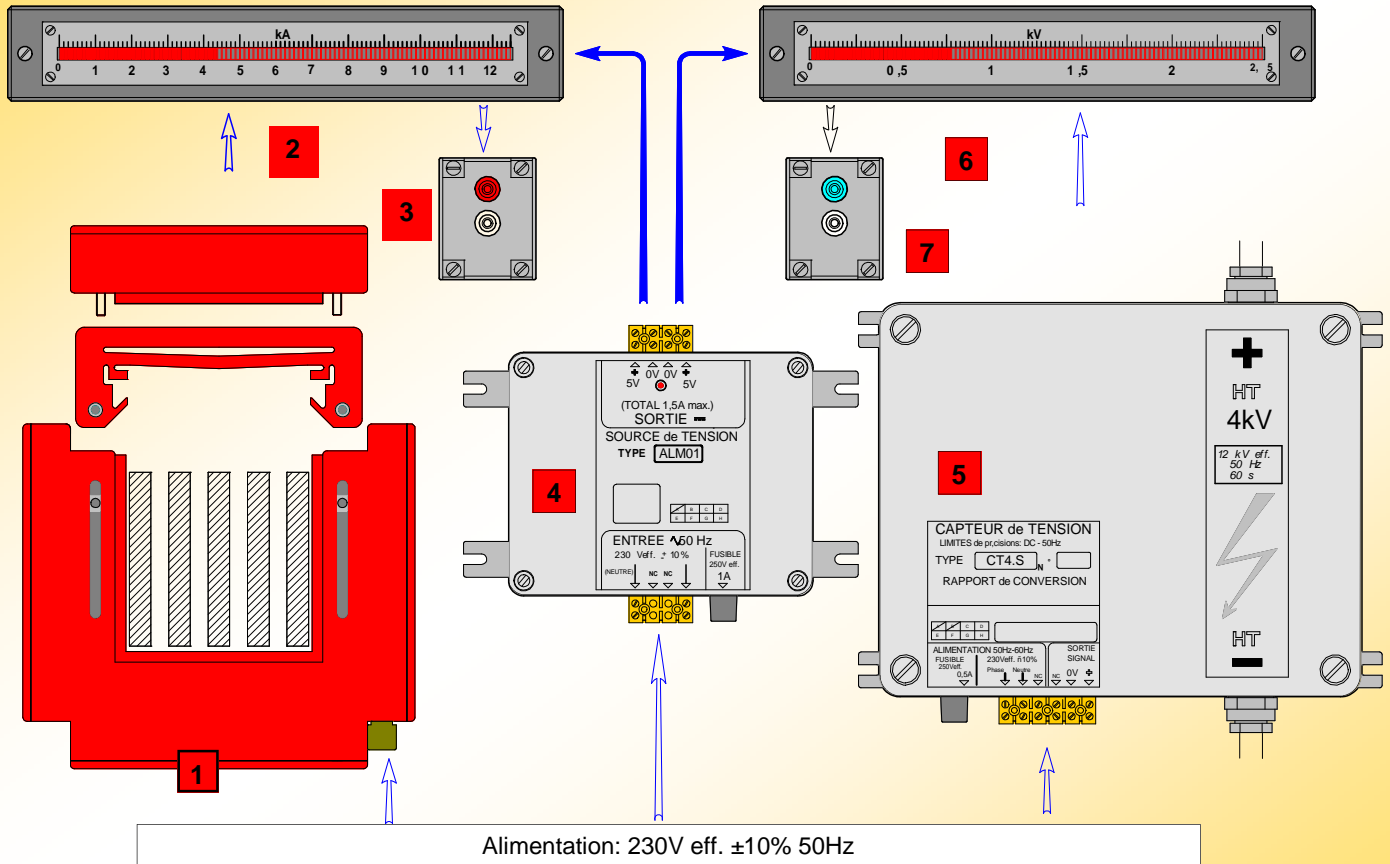 kA
0 1 2 3 4 5 6 7 8 9 10 11 12
kV
0 0,5 1 1,5 2 2,5
2
3
6
7
5V 0V 0V 5V
(TOTAL 1,5A max.)
SORTIE
SOURCE de TENSION
TYPE ALM01
A B C D
E F G H
ENTREE 50 Hz
230 Veff. ± 10%
(NEUTRE) NC NC
FUSIBLE
250V eff.
1A
4
1
5
+
HT
4kV
12 kV eff.
50 Hz
60 s
HT
CAPTEUR de TENSION
LIMITES de pr,cisions: DC - 50Hz
TYPE CT4.S N °
RAPPORT de CONVERSION
C D
E F G H
ALIMENTATION 50Hz-60Hz
FUSIBLE
250Veff.
0,5A
230Veff. ñ10%
Phase Neutre NC
SORTIE
SIGNAL
NC 0V +
Alimentation: 230V eff. ±10% 50Hz